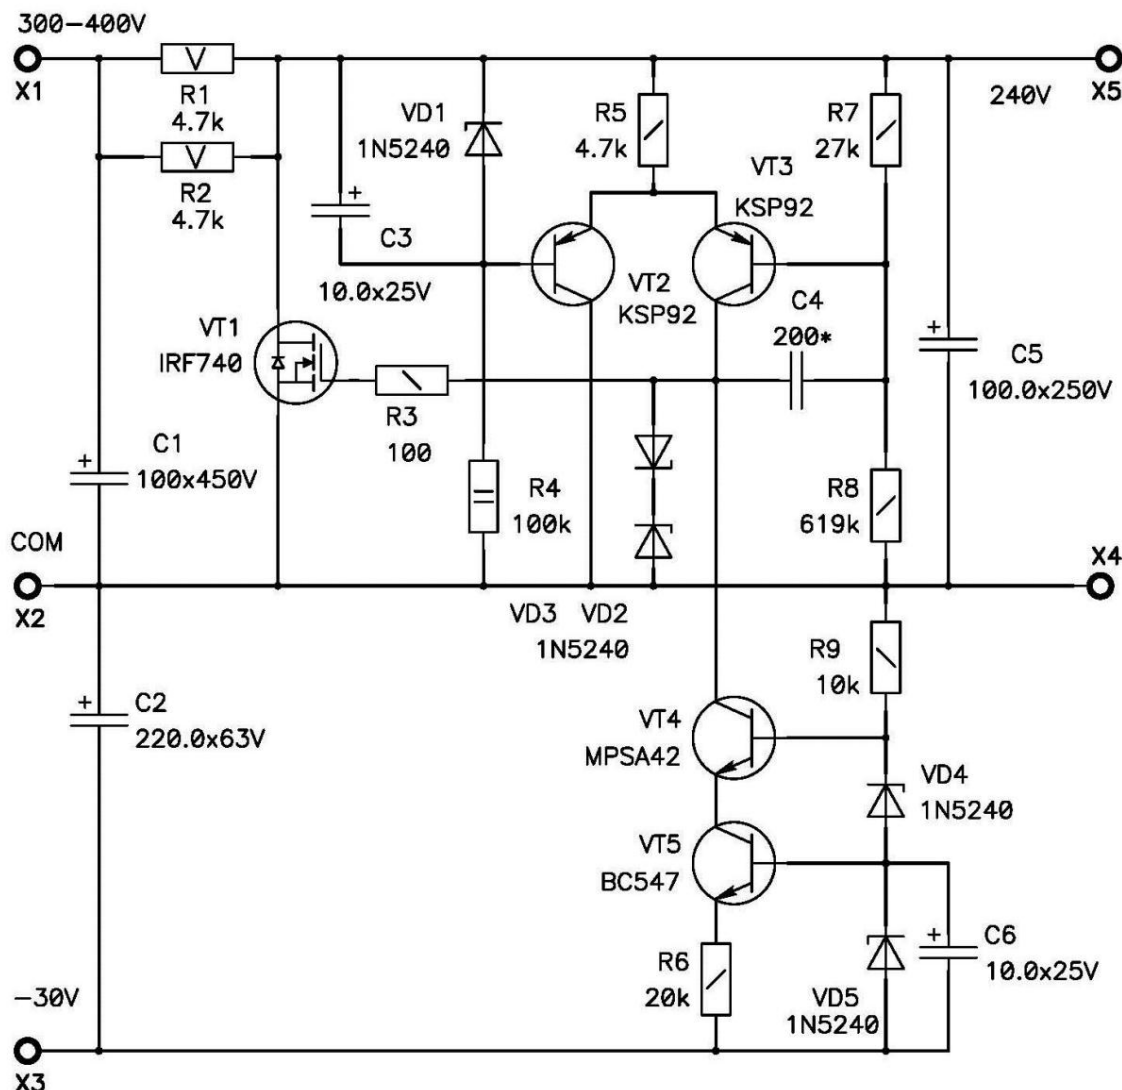 300-400V
X1
R1
4.7k
R2
4.7k
VD1
1N5240
R5
4.7k
VT3
KSP92
R7
27k
240V
X5
C3
10.0x25V
VT2
KSP92
C4
200*
VT1
IRF740
R3
100
C5
100.0x250V
C1
100x450V
R4
100k
R8
619k
COM
X2
X4
VD3 VD2
1N5240
R9
10k
C2
220.0x63V
VT4
MPSA42
VD4
1N5240
VT5
BC547
R6
20k
C6
10.0x25V
VD5
1N5240
-30V
X3